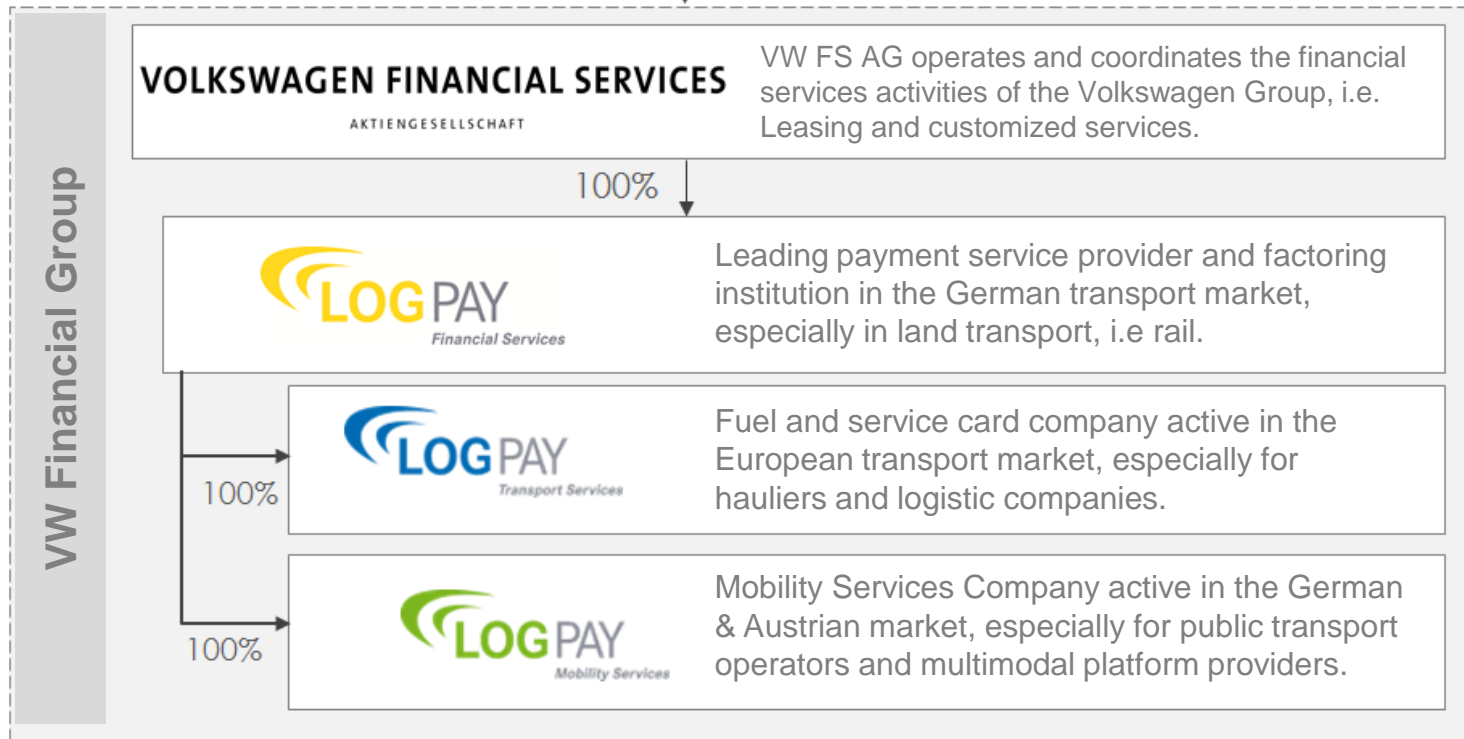 VW Financial Group
VOLKSWAGEN FINANCIAL SERVICES
AKTIENGESELLSCHAFT
VW FS AG operates and coordinates the financial
services activities of the Volkswagen Group, i.e.
Leasing and customized services.
100%
LOGPAY
Financial Services
Leading payment service provider and factoring
institution in the German transport market,
especially in land transport, i.e rail.
100%
LOGPAY
Transport Services
Fuel and service card company active in the
European transport market, especially for
hauliers and logistic companies.
100%
LOGPAY
Mobility Services
Mobility Services Company active in the German
& Austrian market, especially for public transport
operators and multimodal platform providers.